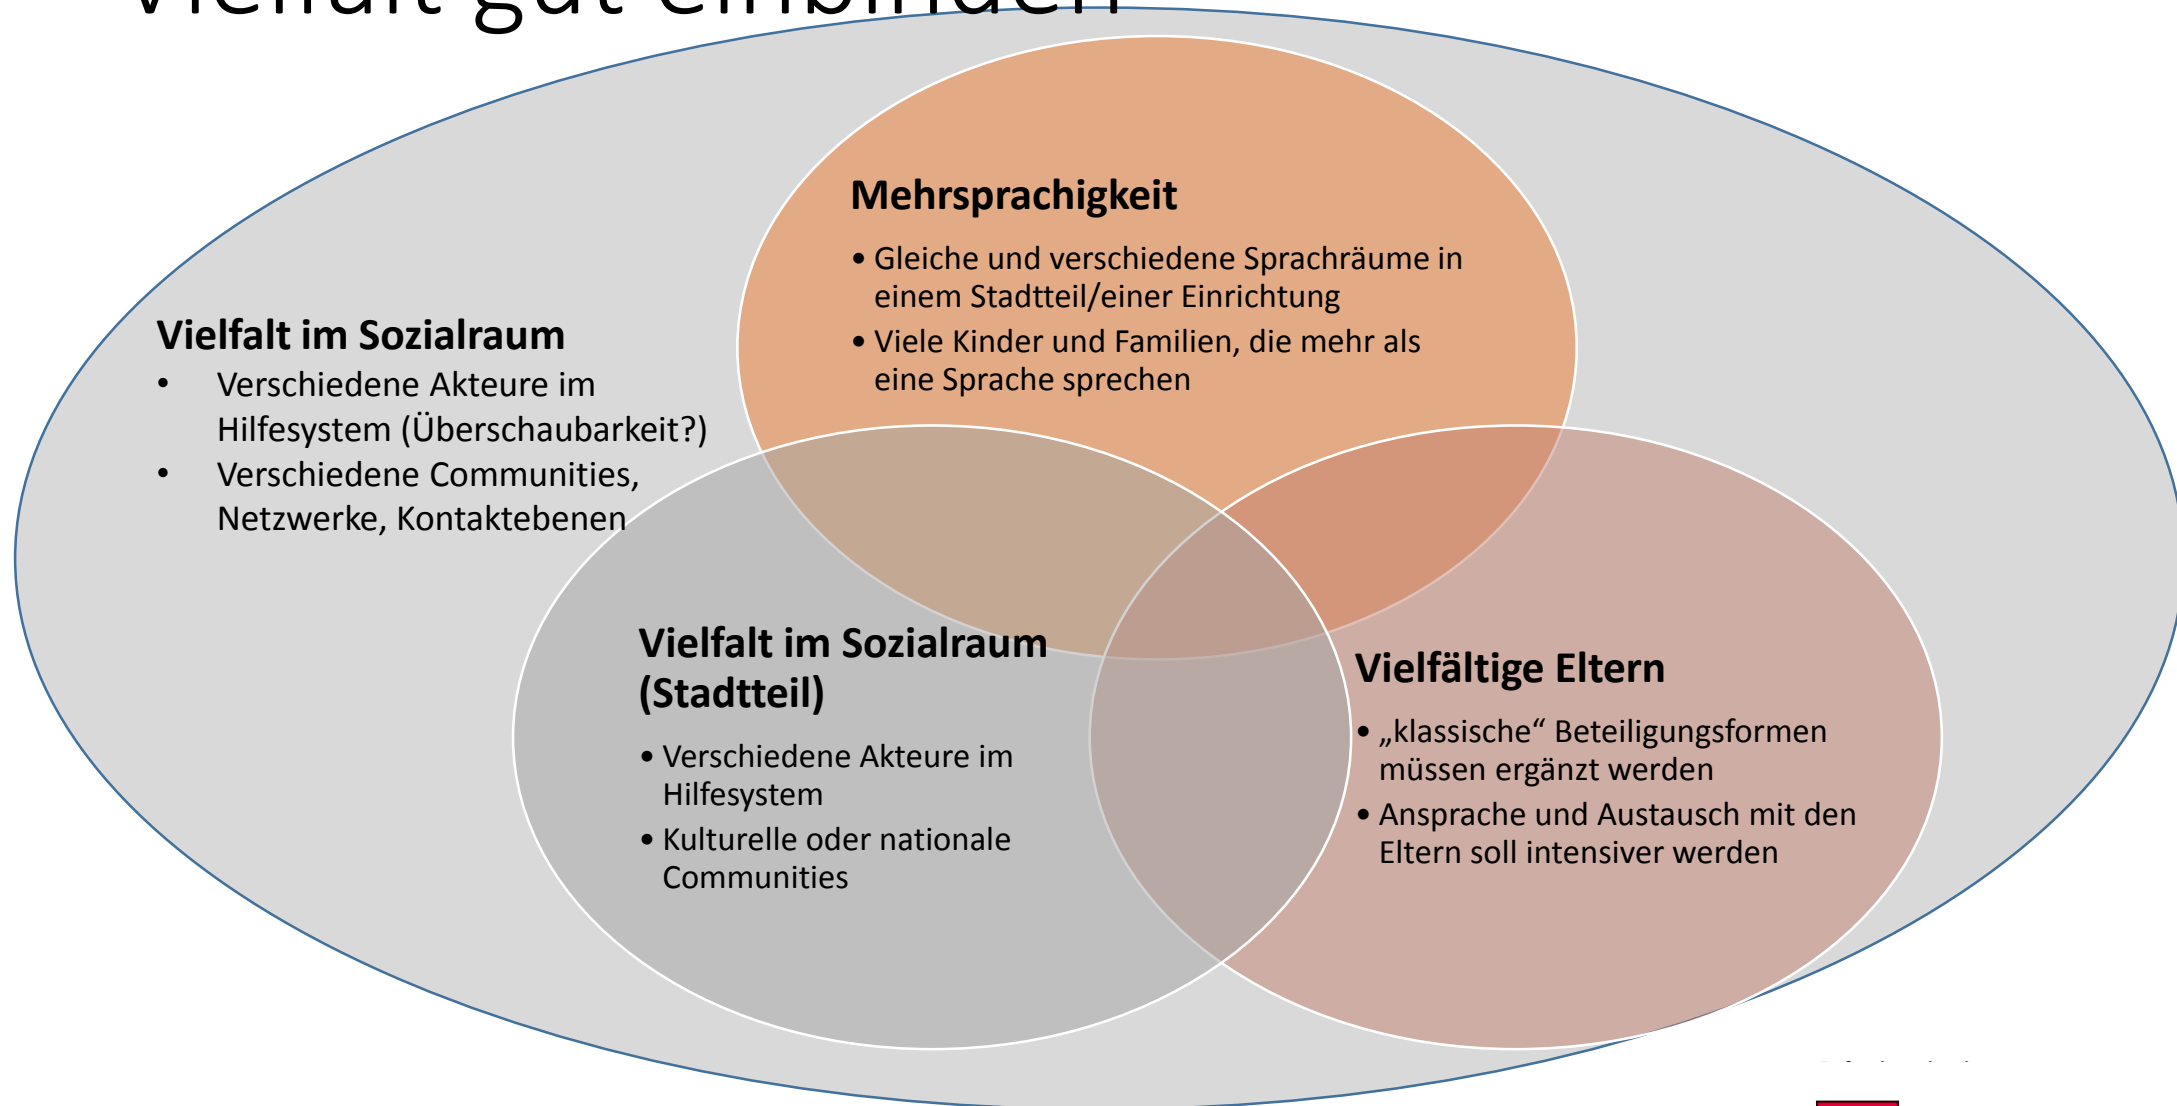 Vielfalt gut einbinden
Mehrsprachigkeit
• Gleiche und verschiedene Sprachräume in
einem Stadtteil/einer Einrichtung
• Viele Kinder und Familien, die mehr als
eine Sprache sprechen
Vielfalt im Sozialraum
• Verschiedene Akteure im
Hilfesystem (Überschaubarkeit?)
• Verschiedene Communities,
Netzwerke, Kontaktebenen
Vielfalt im Sozialraum
(Stadtteil)
• Verschiedene Akteure im
Hilfesystem
• Kulturelle oder nationale
Communities
Vielfältige Eltern
• „klassische“ Beteiligungsformen
müssen ergänzt werden
• Ansprache und Austausch mit den
Eltern soll intensiver werden